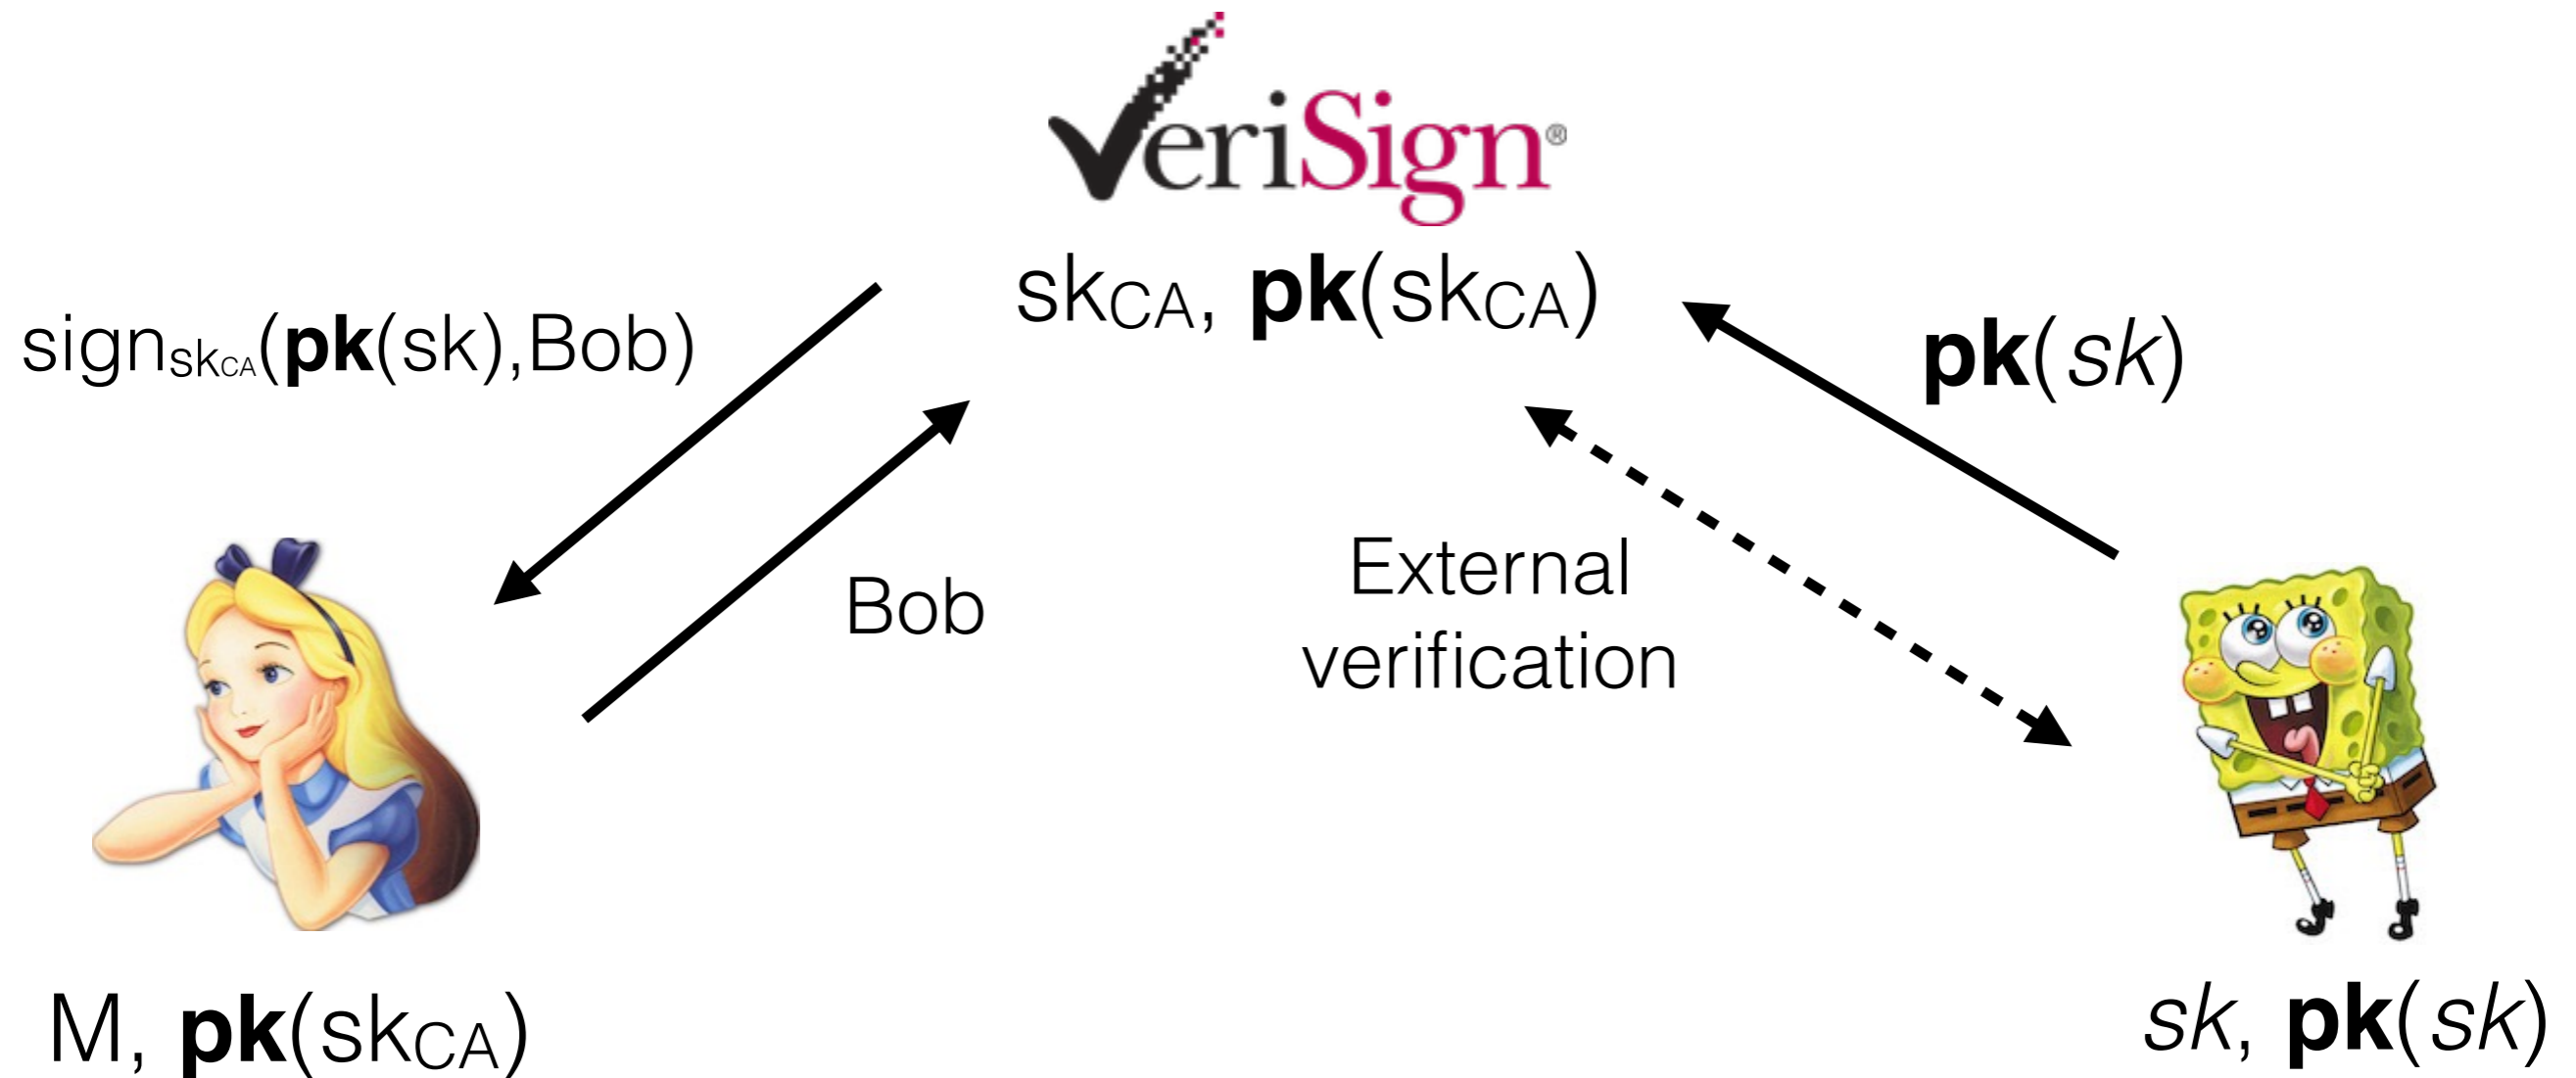 VeriSign®
skCA, pk(skCA)
signskCA(pk(sk),Bob)
pk(sk)
Bob
External
verification
M, pk(skCA)
sk, pk(sk)